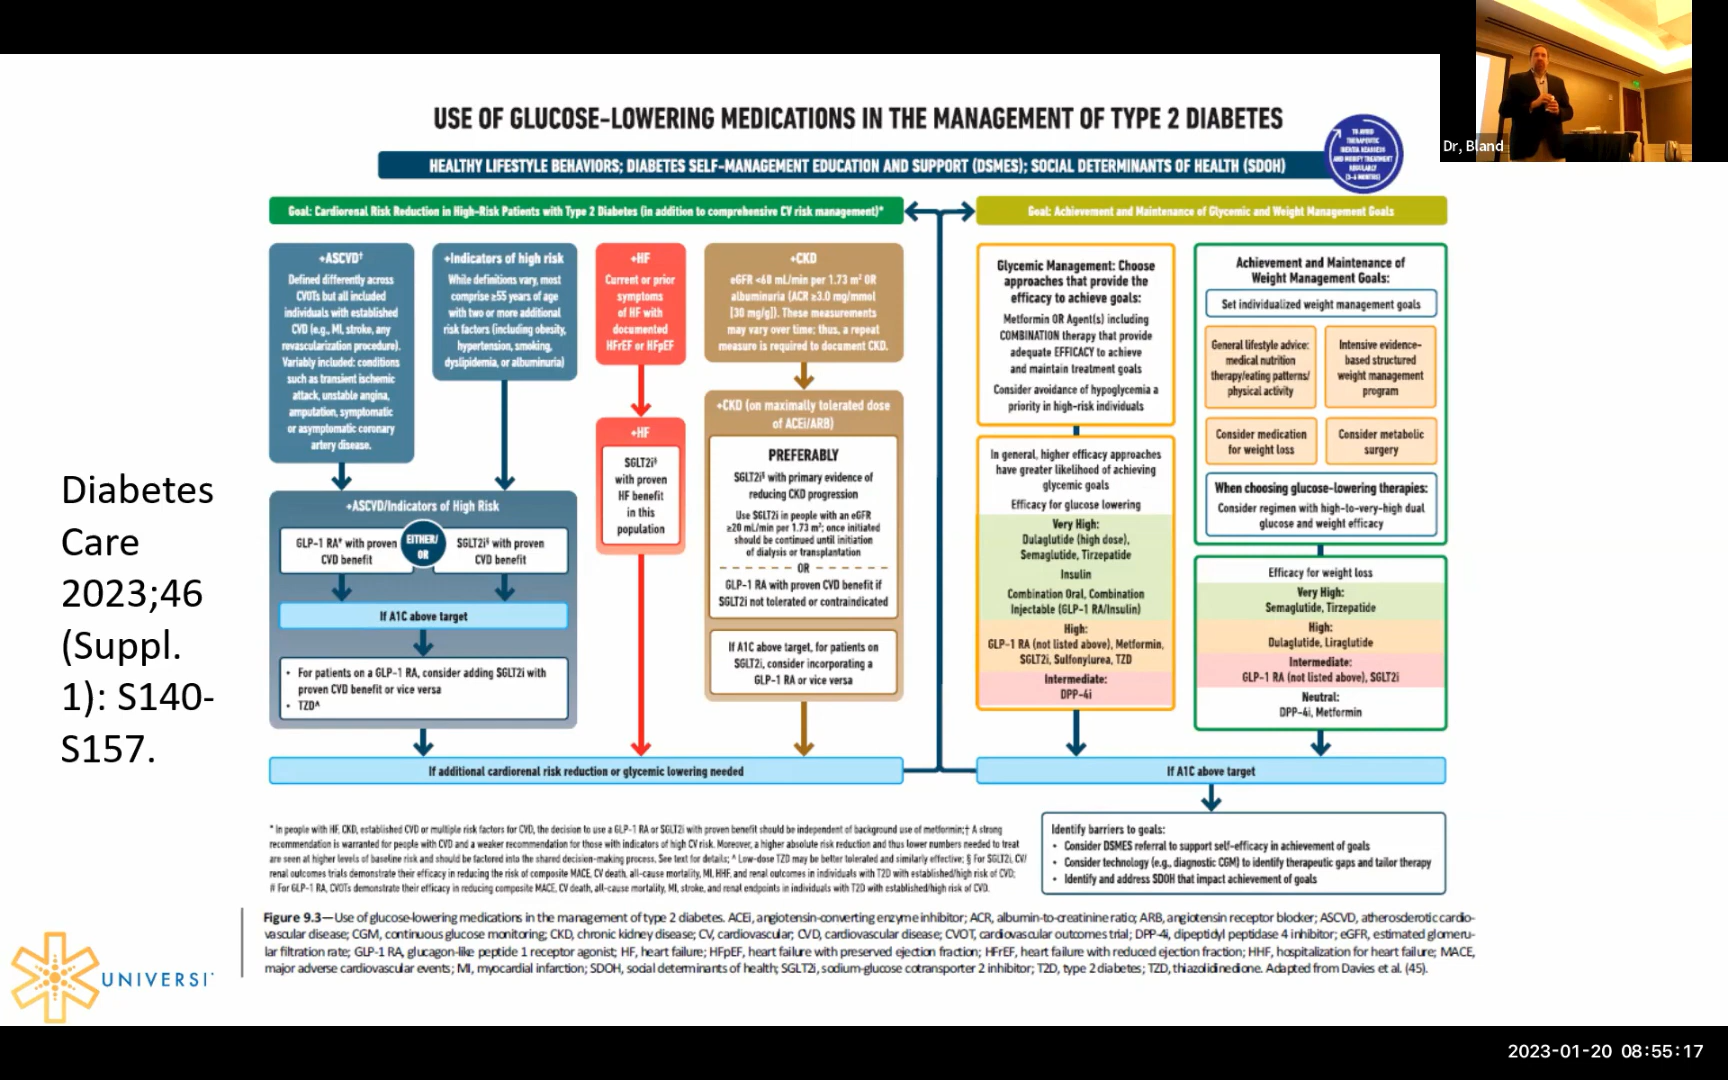 Dr, Bland
USE OF GLUCOSE-LOWERING MEDICATIONS IN THE MANAGEMENT OF TYPE 2 DIABETES
HEALTHY LIFESTYLE BEHAVIORS; DIABETES SELF-MANAGEMENT EDUCATION AND SUPPORT (DSMES); SOCIAL DETERMINANTS OF HEALTH (SDOH)
TO AVOID
THERAPEUTIC
INERTIA REASSESS
AND MODIFY TREATMENT
REGULARLY
(3-6 MONTHS)
Goal: Cardiorenal Risk Reduction in High-Risk Patients with Type 2 Diabetes (in addition to comprehensive CV risk management)*
+ASCVD†
Defined differently across
CVOTs but all included
individuals with established
CVD (e.g., MI, stroke, any
revascularization procedure).
Variably included: conditions
such as transient ischemic
attack, unstable angina,
amputation, symptomatic
or asymptomatic coronary
artery disease.
+Indicators of high risk
While definitions vary, most
comprise ≥55 years of age
with two or more additional
risk factors (including obesity,
hypertension, smoking,
dyslipidemia, or albuminuria)
+HF
Current or prior
symptoms
of HF with
documented
HFrEF or HFpEF
+CKD
eGFR <60 mL/min per 1.73 m² OR
albuminuria (ACR ≥3.0 mg/mmol
[30 mg/g]). These measurements
may vary over time; thus, a repeat
measure is required to document CKD.
+ASCVD/Indicators of High Risk
GLP-1 RA# with proven
CVD benefit
EITHER/
OR
SGLT2i§ with proven
CVD benefit
If A1C above target
• For patients on a GLP-1 RA, consider adding SGLT2i with
proven CVD benefit or vice versa
• TZD^
+HF
SGLT2i§
with proven
HF benefit
in this
population
+CKD (on maximally tolerated dose
of ACEi/ARB)
PREFERABLY
SGLT2i§ with primary evidence of
reducing CKD progression
Use SGLT2i in people with an eGFR
≥20 mL/min per 1.73 m²; once initiated
should be continued until initiation
of dialysis or transplantation
OR
GLP-1 RA with proven CVD benefit if
SGLT2i not tolerated or contraindicated
If A1C above target, for patients on
SGLT2i, consider incorporating a
GLP-1 RA or vice versa
If additional cardiorenal risk reduction or glycemic lowering needed
Goal: Achievement and Maintenance of Glycemic and Weight Management Goals
Glycemic Management: Choose
approaches that provide the
efficacy to achieve goals:
Metformin OR Agent(s) including
COMBINATION therapy that provide
adequate EFFICACY to achieve
and maintain treatment goals
Consider avoidance of hypoglycemia a
priority in high-risk individuals
In general, higher efficacy approaches
have greater likelihood of achieving
glycemic goals
Efficacy for glucose lowering
Very High:
Dulaglutide (high dose),
Semaglutide, Tirzepatide
Insulin
Combination Oral, Combination
Injectable (GLP-1 RA/Insulin)
High:
GLP-1 RA (not listed above), Metformin,
SGLT2i, Sulfonylurea, TZD
Intermediate:
DPP-4i
Achievement and Maintenance of
Weight Management Goals:
Set individualized weight management goals
General lifestyle advice:
medical nutrition
therapy/eating patterns/
physical activity
Intensive evidence-
based structured
weight management
program
Consider medication
for weight loss
Consider metabolic
surgery
When choosing glucose-lowering therapies:
Consider regimen with high-to-very-high dual
glucose and weight efficacy
Efficacy for weight loss
Very High:
Semaglutide, Tirzepatide
High:
Dulaglutide, Liraglutide
Intermediate:
GLP-1 RA (not listed above), SGLT2i
Neutral:
DPP-4i, Metformin
If A1C above target
Identify barriers to goals:
• Consider DSMES referral to support self-efficacy in achievement of goals
• Consider technology (e.g., diagnostic CGM) to identify therapeutic gaps and tailor therapy
• Identify and address SDOH that impact achievement of goals
* In people with HF, CKD, established CVD or multiple risk factors for CVD, the decision to use a GLP-1 RA or SGLT2i with proven benefit should be independent of background use of metformin;† A strong
recommendation is warranted for people with CVD and a weaker recommendation for those with indicators of high CV risk. Moreover, a higher absolute risk reduction and thus lower numbers needed to treat
are seen at higher levels of baseline risk and should be factored into the shared decision-making process. See text for details; ^ Low-dose TZD may be better tolerated and similarly effective; § For SGLT2i, CV/
renal outcomes trials demonstrate their efficacy in reducing the risk of composite MACE, CV death, all-cause mortality, MI, HHF, and renal outcomes in individuals with T2D with established/high risk of CVD;
# For GLP-1 RA, CVOTs demonstrate their efficacy in reducing composite MACE, CV death, all-cause mortality, MI, stroke, and renal endpoints in individuals with T2D with established/high risk of CVD.
Figure 9.3—Use of glucose-lowering medications in the management of type 2 diabetes. ACEi, angiotensin-converting enzyme inhibitor; ACR, albumin-to-creatinine ratio; ARB, angiotensin receptor blocker; ASCVD, atherosclerotic cardio-
vascular disease; CGM, continuous glucose monitoring; CKD, chronic kidney disease; CV, cardiovascular; CVD, cardiovascular disease; CVOT, cardiovascular outcomes trial; DPP-4i, dipeptidyl peptidase 4 inhibitor; eGFR, estimated glomeru-
lar filtration rate; GLP-1 RA, glucagon-like peptide 1 receptor agonist; HF, heart failure; HFpEF, heart failure with preserved ejection fraction; HFrEF, heart failure with reduced ejection fraction; HHF, hospitalization for heart failure; MACE,
major adverse cardiovascular events; MI, myocardial infarction; SDOH, social determinants of health; SGLT2i, sodium-glucose cotransporter 2 inhibitor; T2D, type 2 diabetes; TZD, thiazolidinedione. Adapted from Davies et al. (45).
Diabetes
Care
2023;46
(Suppl.
1): S140-
S157.
UNIVERSI
2023-01-20 08:55:17